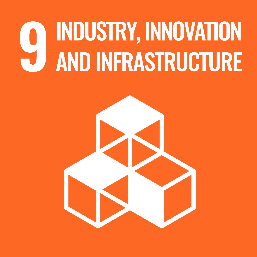 9 INDUSTRY, INNOVATION
AND INFRASTRUCTURE